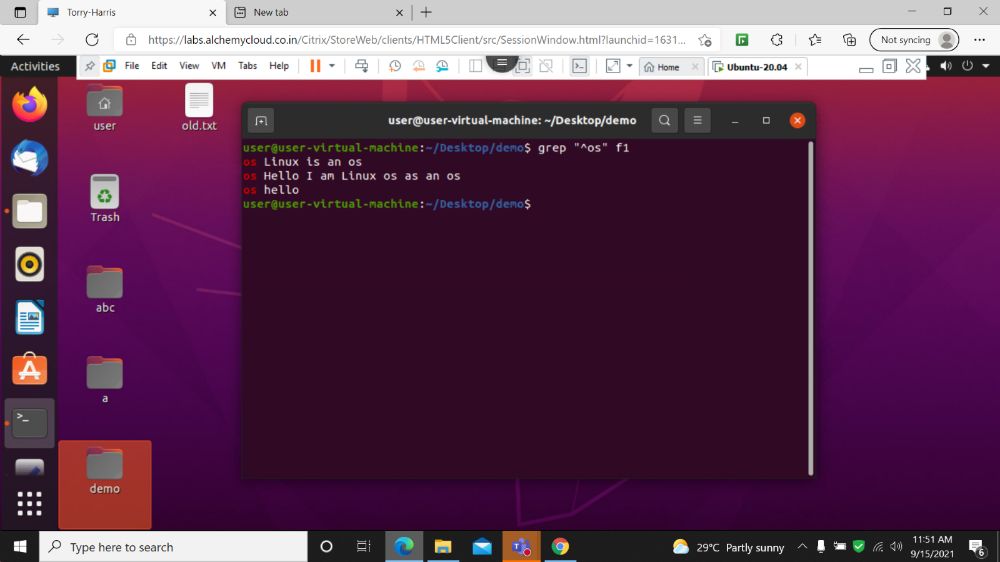 Torry-Harris
New tab
https://labs.alchemycloud.co.in/Citrix/StoreWeb/clients/HTML5Client/src/SessionWindow.html?launchid=1631...
Not syncing
Activities
File Edit View VM Tabs Help
Home
Ubuntu-20.04
user
old.txt
Trash
abc
a
demo
user@user-virtual-machine: ~/Desktop/demo
user@user-virtual-machine:~/Desktop/demo$ grep "^os" f1
os Linux is an os
os Hello I am Linux os as an os
os hello
user@user-virtual-machine:~/Desktop/demo$
Type here to search
29°C Partly sunny
11:51 AM
9/15/2021
6